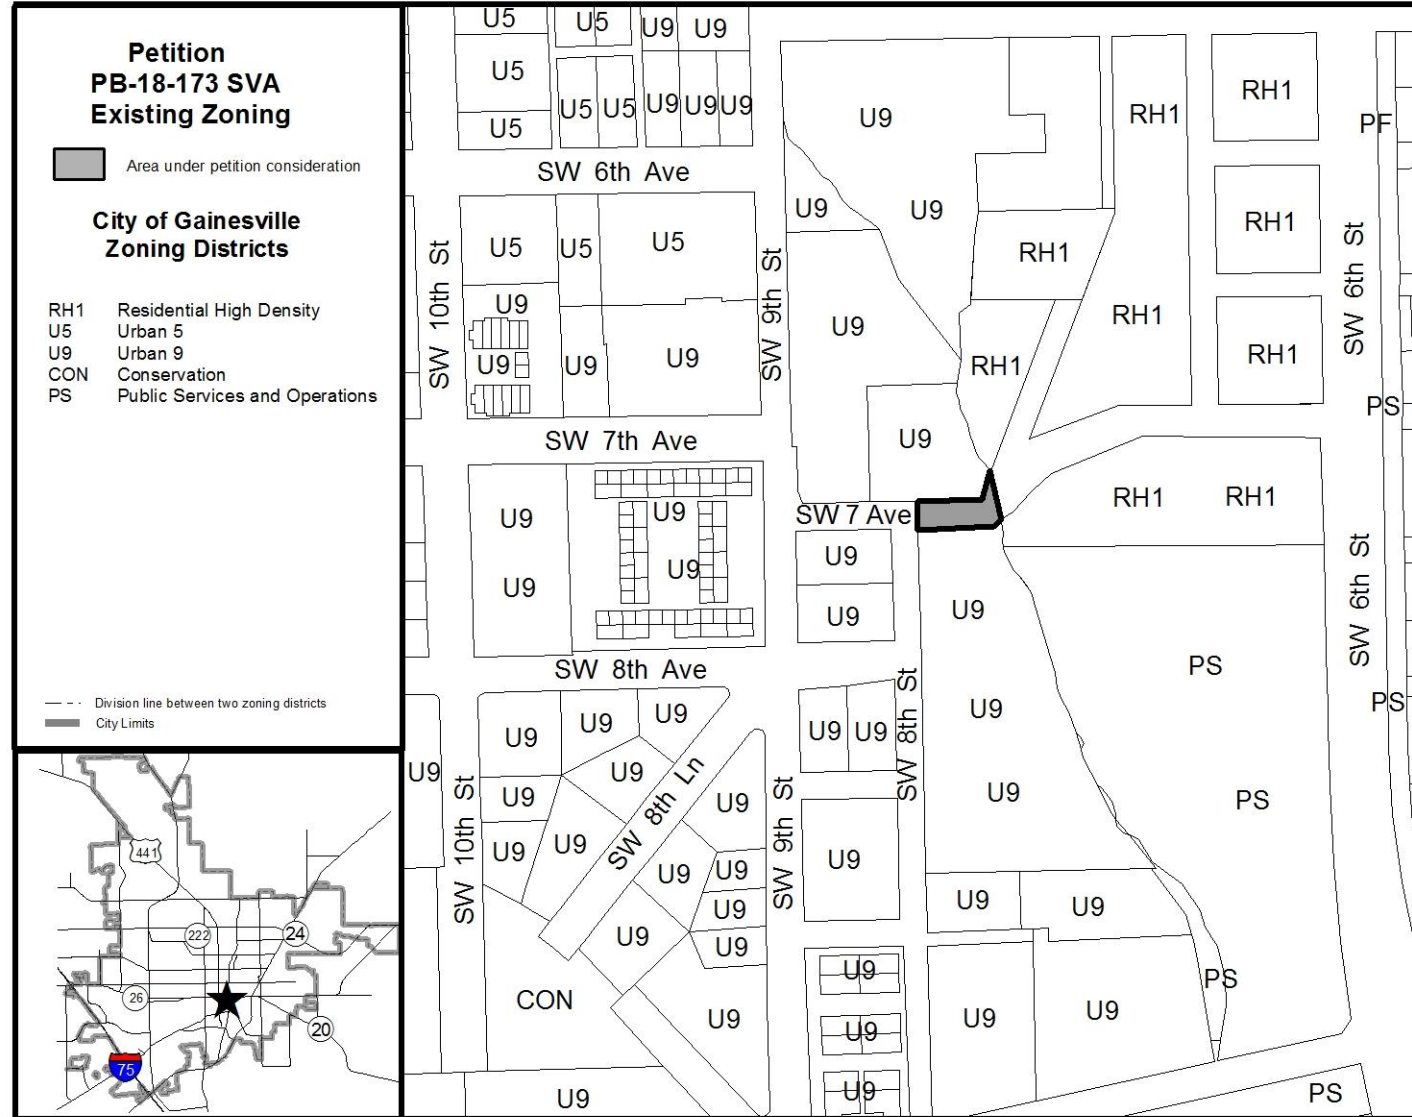 Petition
PB-18-173 SVA
Existing Zoning
Area under petition consideration
City of Gainesville
Zoning Districts
RH1 Residential High Density
U5 Urban 5
U9 Urban 9
CON Conservation
PS Public Services and Operations
Division line between two zoning districts
City Limits
441
222
24
26
20
75
U5
U5
U9
U9
U5
U5
U5
U9
U9
U9
U5
U9
RH1
RH1
PF
SW 6th Ave
U9
U9
RH1
U5
U5
U5
RH1
SW 10th St
SW 9th St
SW 6th St
U9
U9
RH1
U9
U9
U9
RH1
RH1
PS
SW 7th Ave
U9
RH1
RH1
U9
U9
SW 7 Ave
U9
U9
U9
U9
U9
SW 6th St
SW 8th Ave
PS
U9
U9
U9
U9
U9
U9
SW 8th St
PS
U9
U9
SW 8th Ln
U9
U9
U9
PS
SW 10th St
SW 9th St
U9
U9
U9
U9
U9
U9
U9
U9
U9
U9
U9
CON
U9
U9
PS
U9
U9
U9
U9
U9
U9
PS